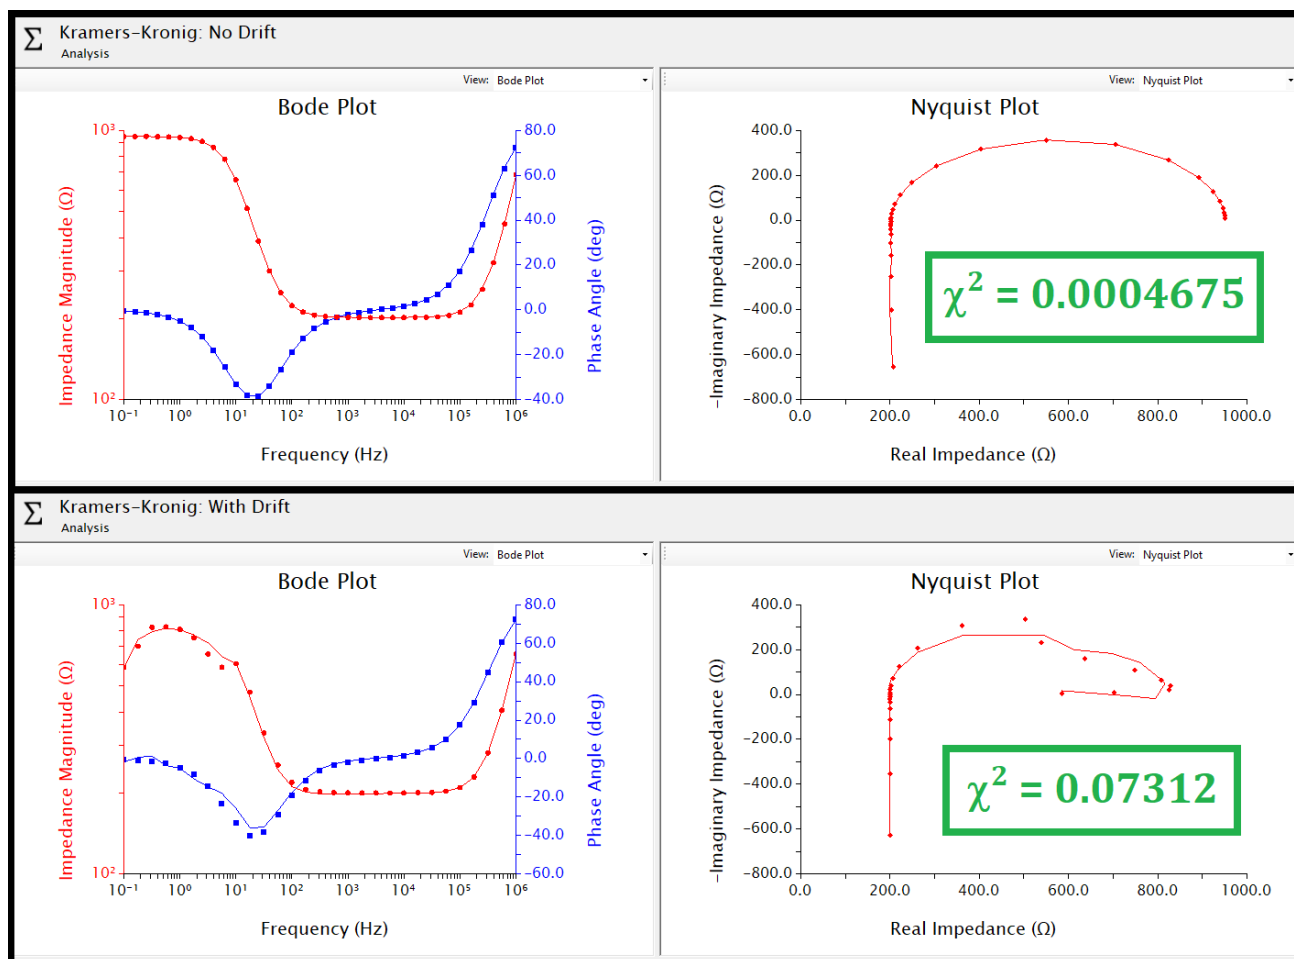 Σ Kramers-Kronig: No Drift
Analysis
View: Bode Plot
Bode Plot
Impedance Magnitude (Ω)
10³
10²
80.0
60.0
40.0
20.0
0.0
-20.0
-40.0
Phase Angle (deg)
10⁻¹ 10⁰ 10¹ 10² 10³ 10⁴ 10⁵ 10⁶
Frequency (Hz)
View: Nyquist Plot
Nyquist Plot
-Imaginary Impedance (Ω)
400.0
200.0
0.0
-200.0
-400.0
-600.0
-800.0
0.0 200.0 400.0 600.0 800.0 1000.0
Real Impedance (Ω)
χ² = 0.0004675
Σ Kramers-Kronig: With Drift
Analysis
View: Bode Plot
Bode Plot
Impedance Magnitude (Ω)
10³
10²
80.0
60.0
40.0
20.0
0.0
-20.0
-40.0
-60.0
Phase Angle (deg)
10⁻¹ 10⁰ 10¹ 10² 10³ 10⁴ 10⁵ 10⁶
Frequency (Hz)
View: Nyquist Plot
Nyquist Plot
-Imaginary Impedance (Ω)
400.0
200.0
0.0
-200.0
-400.0
-600.0
-800.0
0.0 200.0 400.0 600.0 800.0 1000.0
Real Impedance (Ω)
χ² = 0.07312